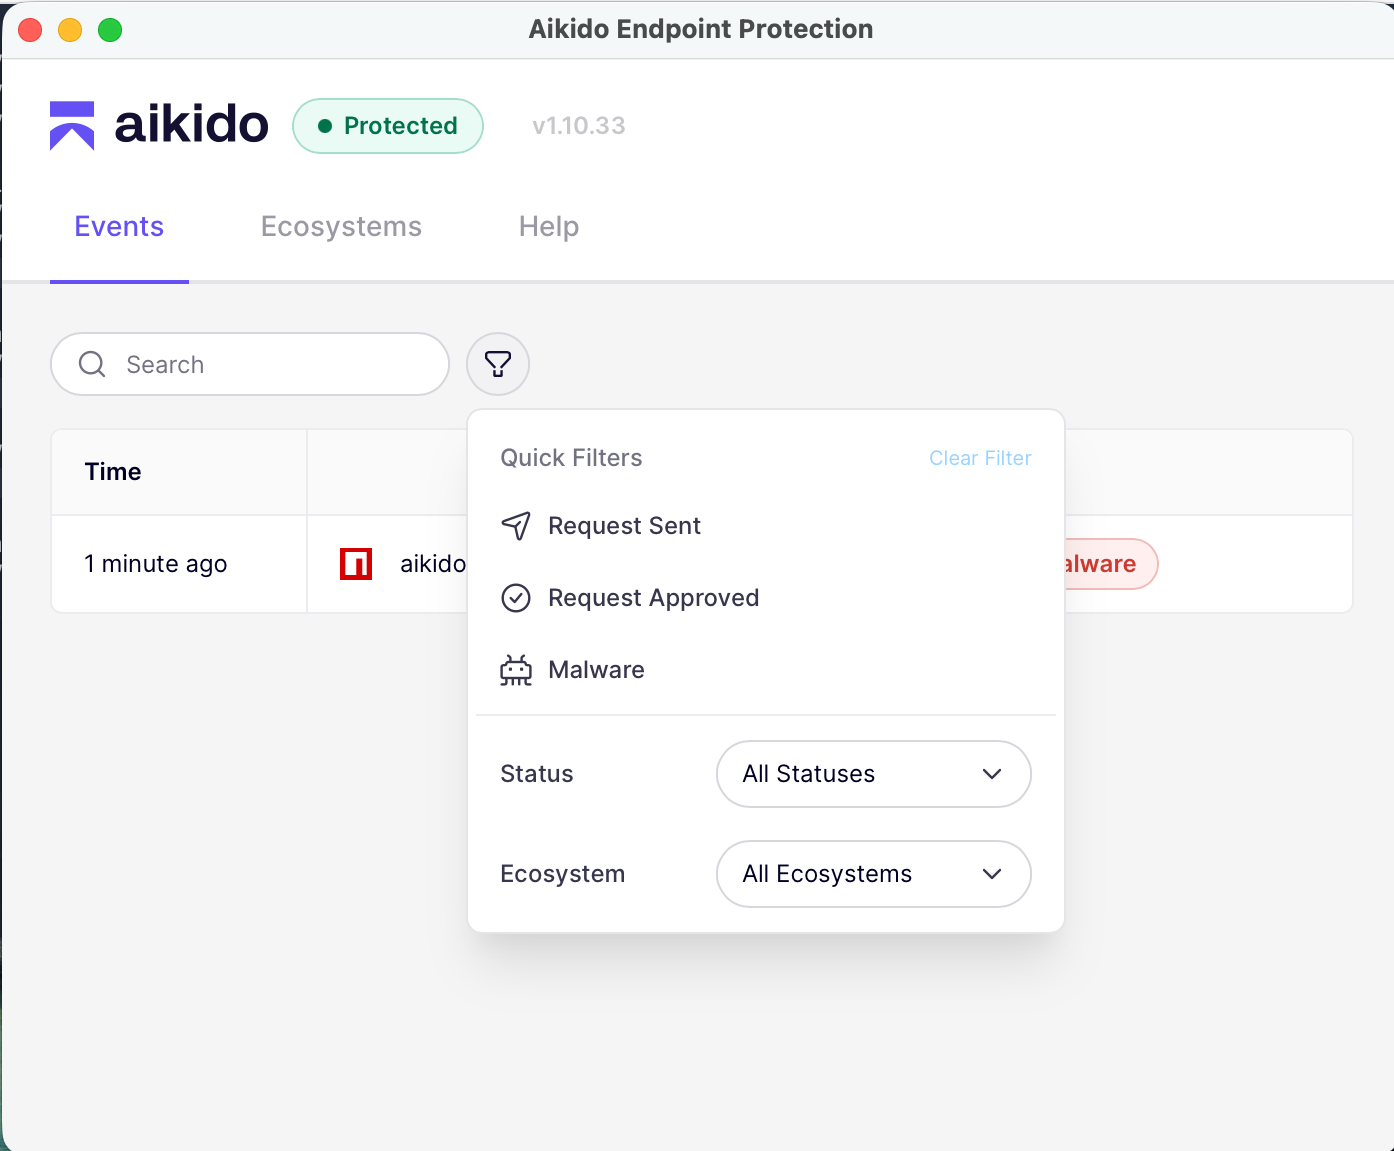 Aikido Endpoint Protection
aikido
Protected
v1.10.33
Events
Ecosystems
Help
Search
Quick Filters
Clear Filter
Time
Request Sent
1 minute ago
aikido
alware
Request Approved
Malware
Status
All Statuses
Ecosystem
All Ecosystems